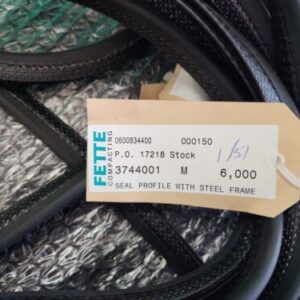 FETTE
COMPACTING
0600834400 000150
P.O. 17218 Stock
3744001 M 6,000
SEAL PROFILE WITH STEEL FRAME
1/51